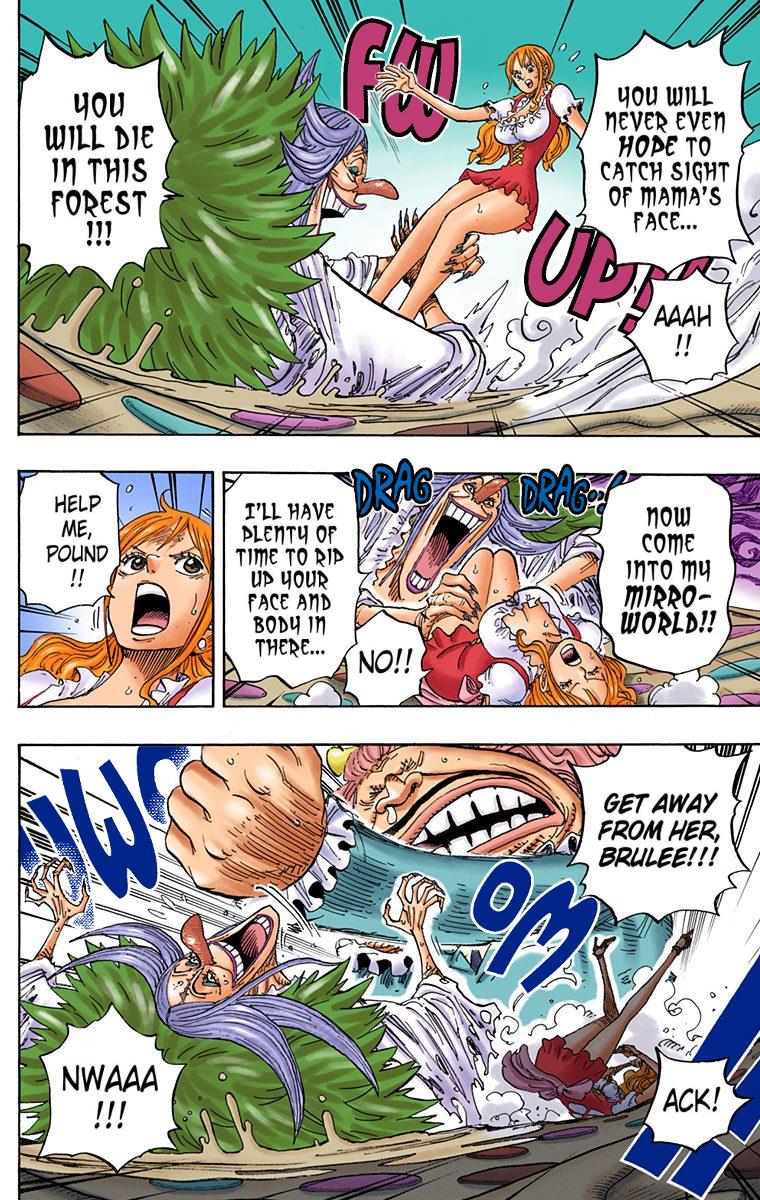 YOU WILL
NEVER EVEN
HOPE TO
CATCH SIGHT
OF MAMA'S
FACE...
FWUP!!
YOU
WILL DIE
IN THIS
FOREST
!!!
AAAH
!!
NOW
COME
INTO MY
MIRRO-
WORLD!!
DRAG
DRAG...!
I'LL HAVE
PLENTY OF
TIME TO RIP
UP YOUR
FACE AND
BODY IN
THERE...
NO!!
HELP
ME,
POUND
!!
GET AWAY
FROM HER,
BRULEE!!!
NWAAA
!!!
ACK!